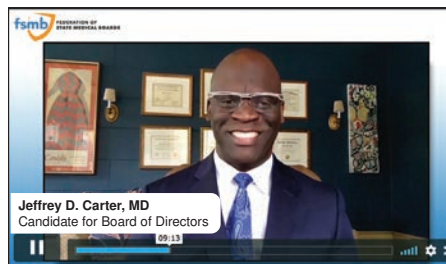 fsmb
FEDERATION OF
STATE MEDICAL BOARDS
Jeffrey D. Carter, MD
Candidate for Board of Directors
09:13